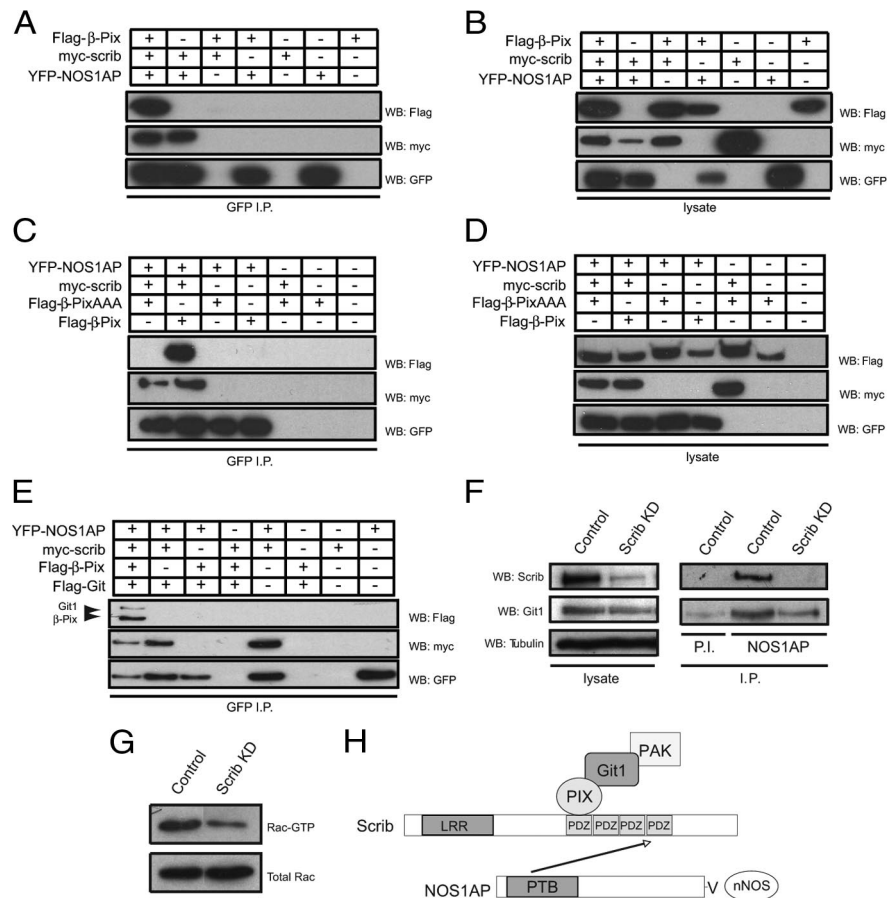 A
Flag-β-Pix + - + + - - +
myc-scrib + + + - + - -
YFP-NOS1AP + + - + - + -
WB: Flag
WB: myc
WB: GFP
GFP I.P.
B
Flag-β-Pix + - + + - - +
myc-scrib + + + - + - -
YFP-NOS1AP + + - + - + -
WB: Flag
WB: myc
WB: GFP
lysate
C
YFP-NOS1AP + + + + - - -
myc-scrib + + - - + - -
Flag-β-PixAAA + - + - + + -
Flag-β-Pix - + - + - - -
WB: Flag
WB: myc
WB: GFP
GFP I.P.
D
YFP-NOS1AP + + + + - - -
myc-scrib + + - - + - -
Flag-β-PixAAA + - + - + + -
Flag-β-Pix - + - + - - -
WB: Flag
WB: myc
WB: GFP
lysate
E
YFP-NOS1AP + + + - + - - +
myc-scrib + + - + + - + -
Flag-β-Pix + - + + - + - -
Flag-Git + + + + - + - -
Git1
β-Pix
WB: Flag
WB: myc
WB: GFP
GFP I.P.
F
Control Scrib KD
Control Control Scrib KD
WB: Scrib
WB: Git1
WB: Tubulin
lysate
P.I. NOS1AP
I.P.
G
Control Scrib KD
Rac-GTP
Total Rac
H
PAK
Git1
PIX
Scrib LRR PDZ PDZ PDZ PDZ
NOS1AP PTB -V nNOS